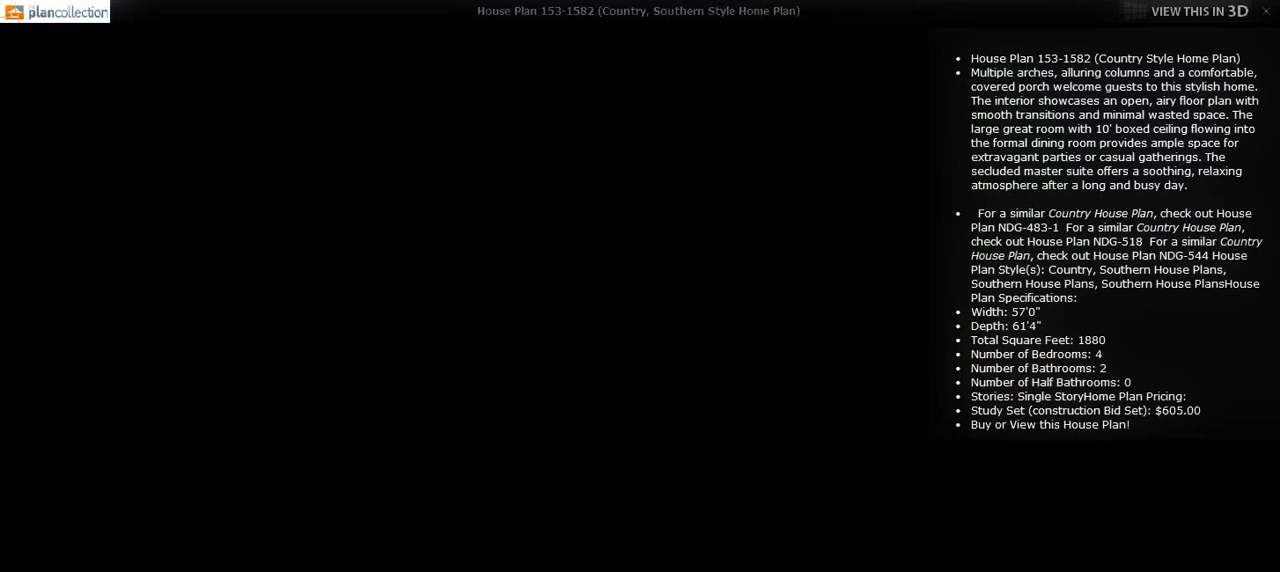 plancollection
House Plan 153-1582 (Country, Southern Style Home Plan)
VIEW THIS IN 3D
• House Plan 153-1582 (Country Style Home Plan)
• Multiple arches, alluring columns and a comfortable,
covered porch welcome guests to this stylish home.
The interior showcases an open, airy floor plan with
smooth transitions and minimal wasted space. The
large great room with 10' boxed ceiling flowing into
the formal dining room provides ample space for
extravagant parties or casual gatherings. The
secluded master suite offers a soothing, relaxing
atmosphere after a long and busy day.
• For a similar Country House Plan, check out House
Plan NDG-483-1 For a similar Country House Plan,
check out House Plan NDG-518 For a similar Country
House Plan, check out House Plan NDG-544 House
Plan Style(s): Country, Southern House Plans,
Southern House Plans, Southern House PlansHouse
Plan Specifications:
• Width: 57'0"
• Depth: 61'4"
• Total Square Feet: 1880
• Number of Bedrooms: 4
• Number of Bathrooms: 2
• Number of Half Bathrooms: 0
• Stories: Single StoryHome Plan Pricing:
• Study Set (construction Bid Set): $605.00
• Buy or View this House Plan!